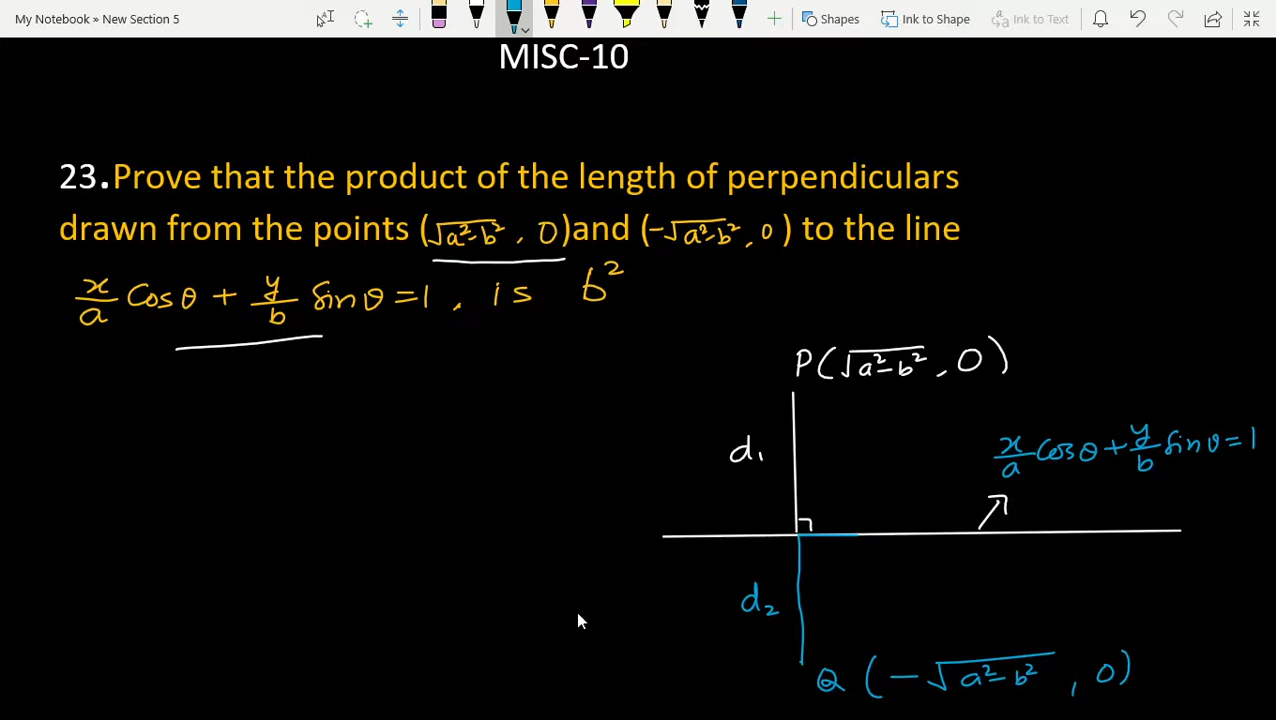 My Notebook » New Section 5
Shapes
Ink to Shape
Ink to Text
MISC-10
23.Prove that the product of the length of perpendiculars
drawn from the points (√a²-b² , 0)and (-√a²-b² , 0 ) to the line
x/a Cosθ + y/b Sinθ = 1 , is b²
P(√a²-b² , 0)
d₁
x/a Cosθ + y/b Sinθ = 1
d₂
Q (-√a²-b² , 0)